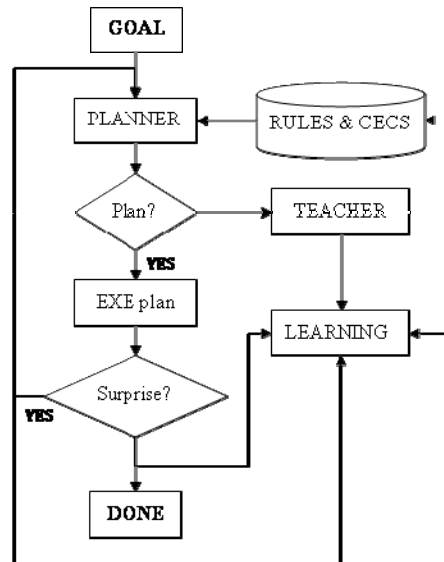 GOAL
PLANNER
RULES & CECS
Plan?
TEACHER
YES
EXE plan
LEARNING
Surprise?
YES
DONE